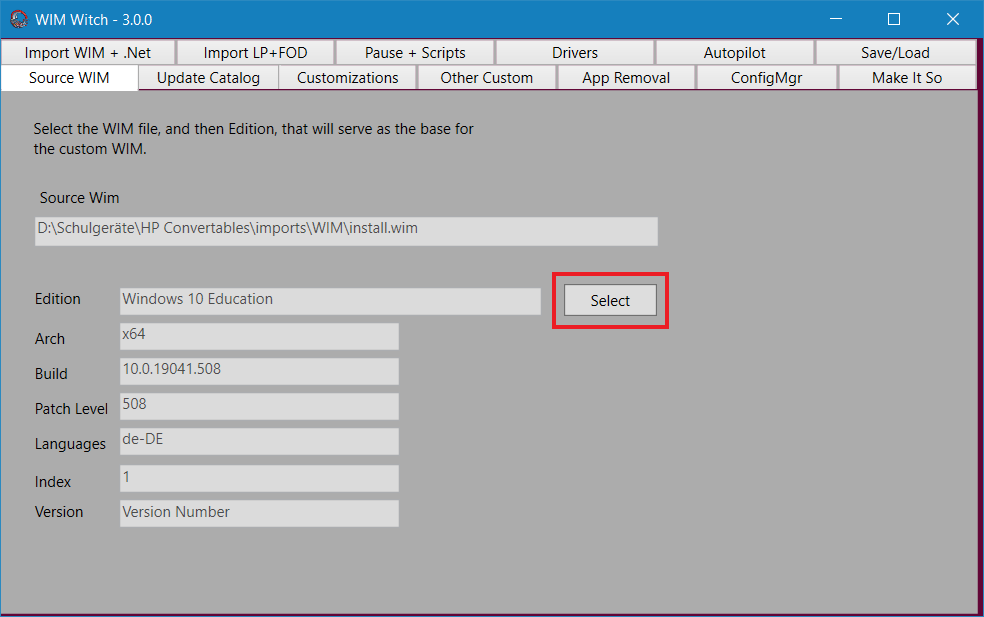 WIM Witch - 3.0.0
Import WIM + .Net Import LP+FOD Pause + Scripts Drivers Autopilot Save/Load
Source WIM Update Catalog Customizations Other Custom App Removal ConfigMgr Make It So
Select the WIM file, and then Edition, that will serve as the base for
the custom WIM.
Source Wim
D:\Schulgeräte\HP Convertables\imports\WIM\install.wim
Edition Windows 10 Education Select
Arch x64
Build 10.0.19041.508
Patch Level 508
Languages de-DE
Index 1
Version Version Number